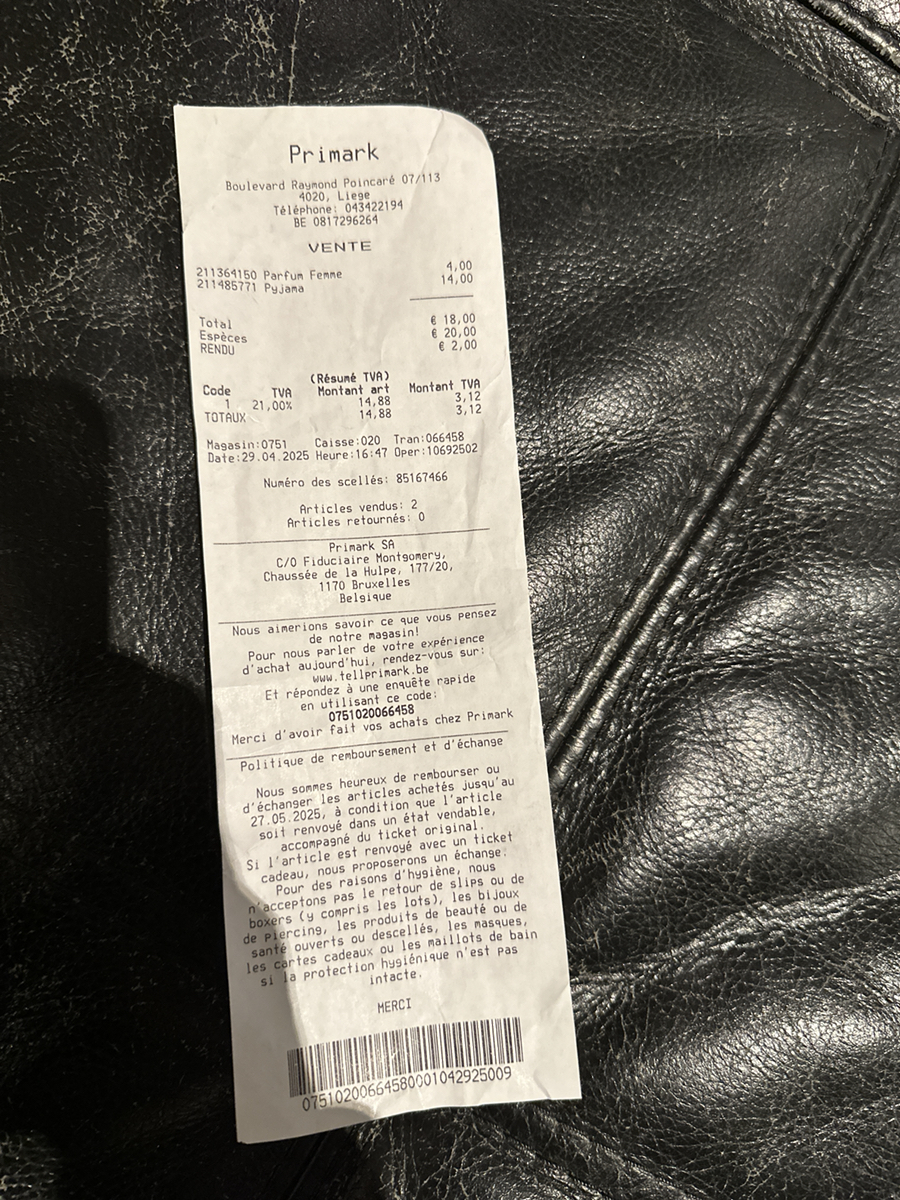 Primark
Boulevard Raymond Poincaré 07/113
4020, Liege
Téléphone: 043422194
BE 0817296264
VENTE
211364150 Parfum Femme 4,00
211485771 Pyjama 14,00
Total € 18,00
Espèces € 20,00
RENDU € 2,00
(Résumé TVA)
Code TVA Montant art Montant TVA
1 21,00% 14,88 3,12
TOTAUX 14,88 3,12
Magasin:0751 Caisse:020 Tran:066458
Date:29.04.2025 Heure:16:47 Oper:10692502
Numéro des scellés: 85167466
Articles vendus: 2
Articles retournés: 0
Primark SA
C/O Fiduciaire Montgomery,
Chaussée de la Hulpe, 177/20,
1170 Bruxelles
Belgique
Nous aimerions savoir ce que vous pensez
de notre magasin!
Pour nous parler de votre expérience
d'achat aujourd'hui, rendez-vous sur:
www.tellprimark.be
Et répondez à une enquête rapide
en utilisant ce code:
0751020066458
Merci d'avoir fait vos achats chez Primark
Politique de remboursement et d'échange
Nous sommes heureux de rembourser ou
d'échanger les articles achetés jusqu'au
27.05.2025, à condition que l'article
soit renvoyé dans un état vendable,
accompagné du ticket original.
Si l'article est renvoyé avec un ticket
cadeau, nous proposerons un échange.
Pour des raisons d'hygiène, nous
n'acceptons pas le retour de slips ou de
boxers (y compris les lots), les bijoux
de piercing, les produits de beauté ou de
santé ouverts ou descellés, les masques,
les cartes cadeaux ou les maillots de bain
si la protection hygiénique n'est pas
intacte.
MERCI
07510200664580001042925009